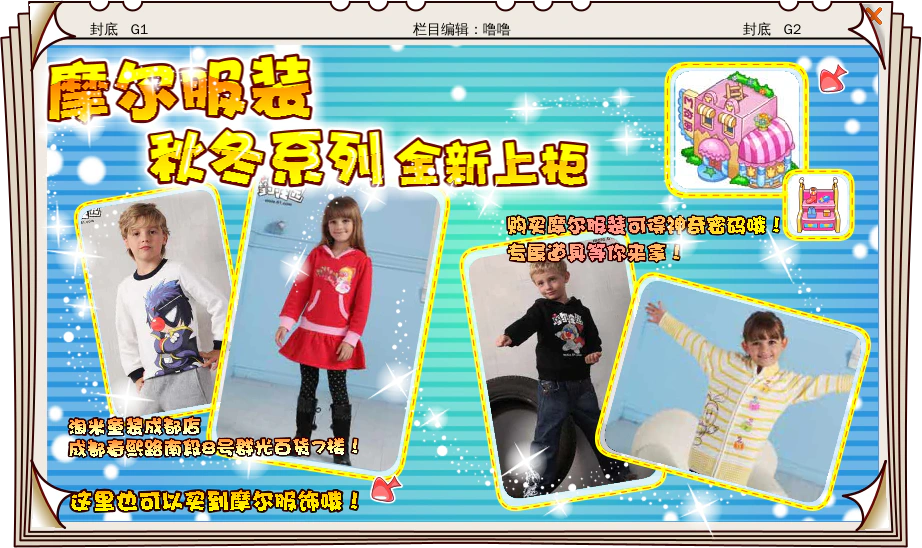 封底 G1
栏目编辑：噜噜
封底 G2
摩尔服装
秋冬系列 全新上柜
购买摩尔服装可得神奇密码哦！
专属道具等你来拿！
淘米童装成都店
成都春熙路南段8号群光百货7楼！
这里也可以买到摩尔服饰哦！